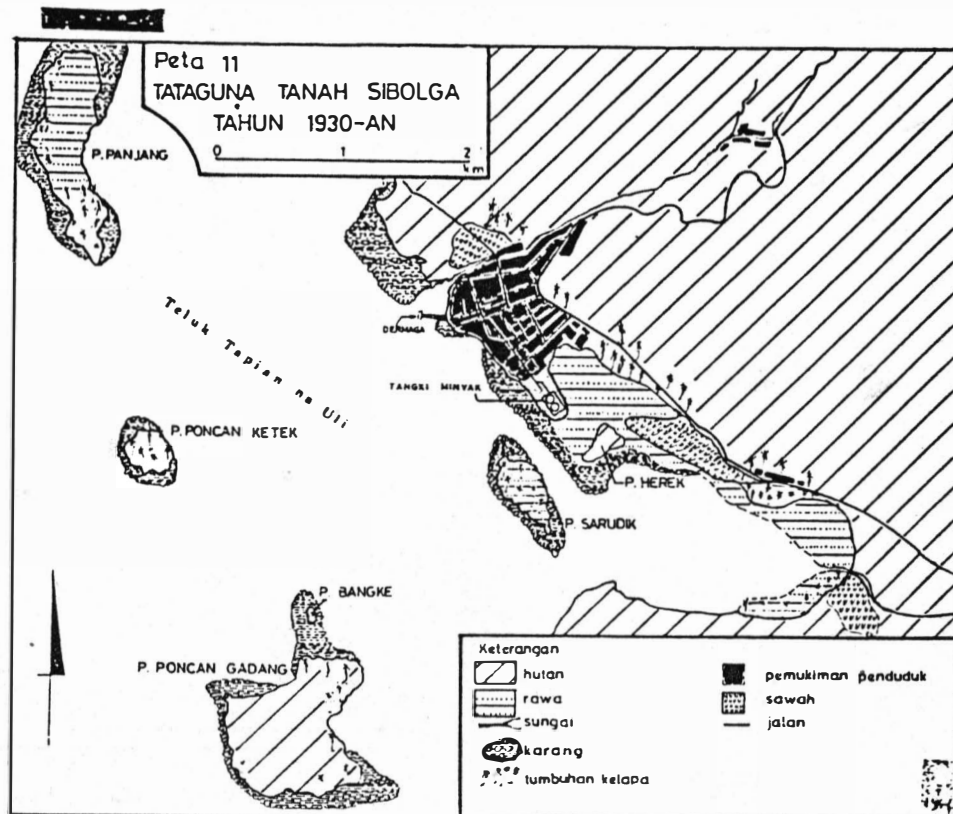 Peta 11
TATAGUNA TANAH SIBOLGA
TAHUN 1930-AN
0 1 2
km
P. PANJANG
DERMAGA
Teluk Tapian na Uli
TANGKI MINYAK
P. PONCAN KETEK
P. HEREK
P. SARUDIK
P. BANGKE
P. PONCAN GADANG
Keterangan
hutan
rawa
sungai
karang
tumbuhan kelapa
pemukiman penduduk
sawah
jalan